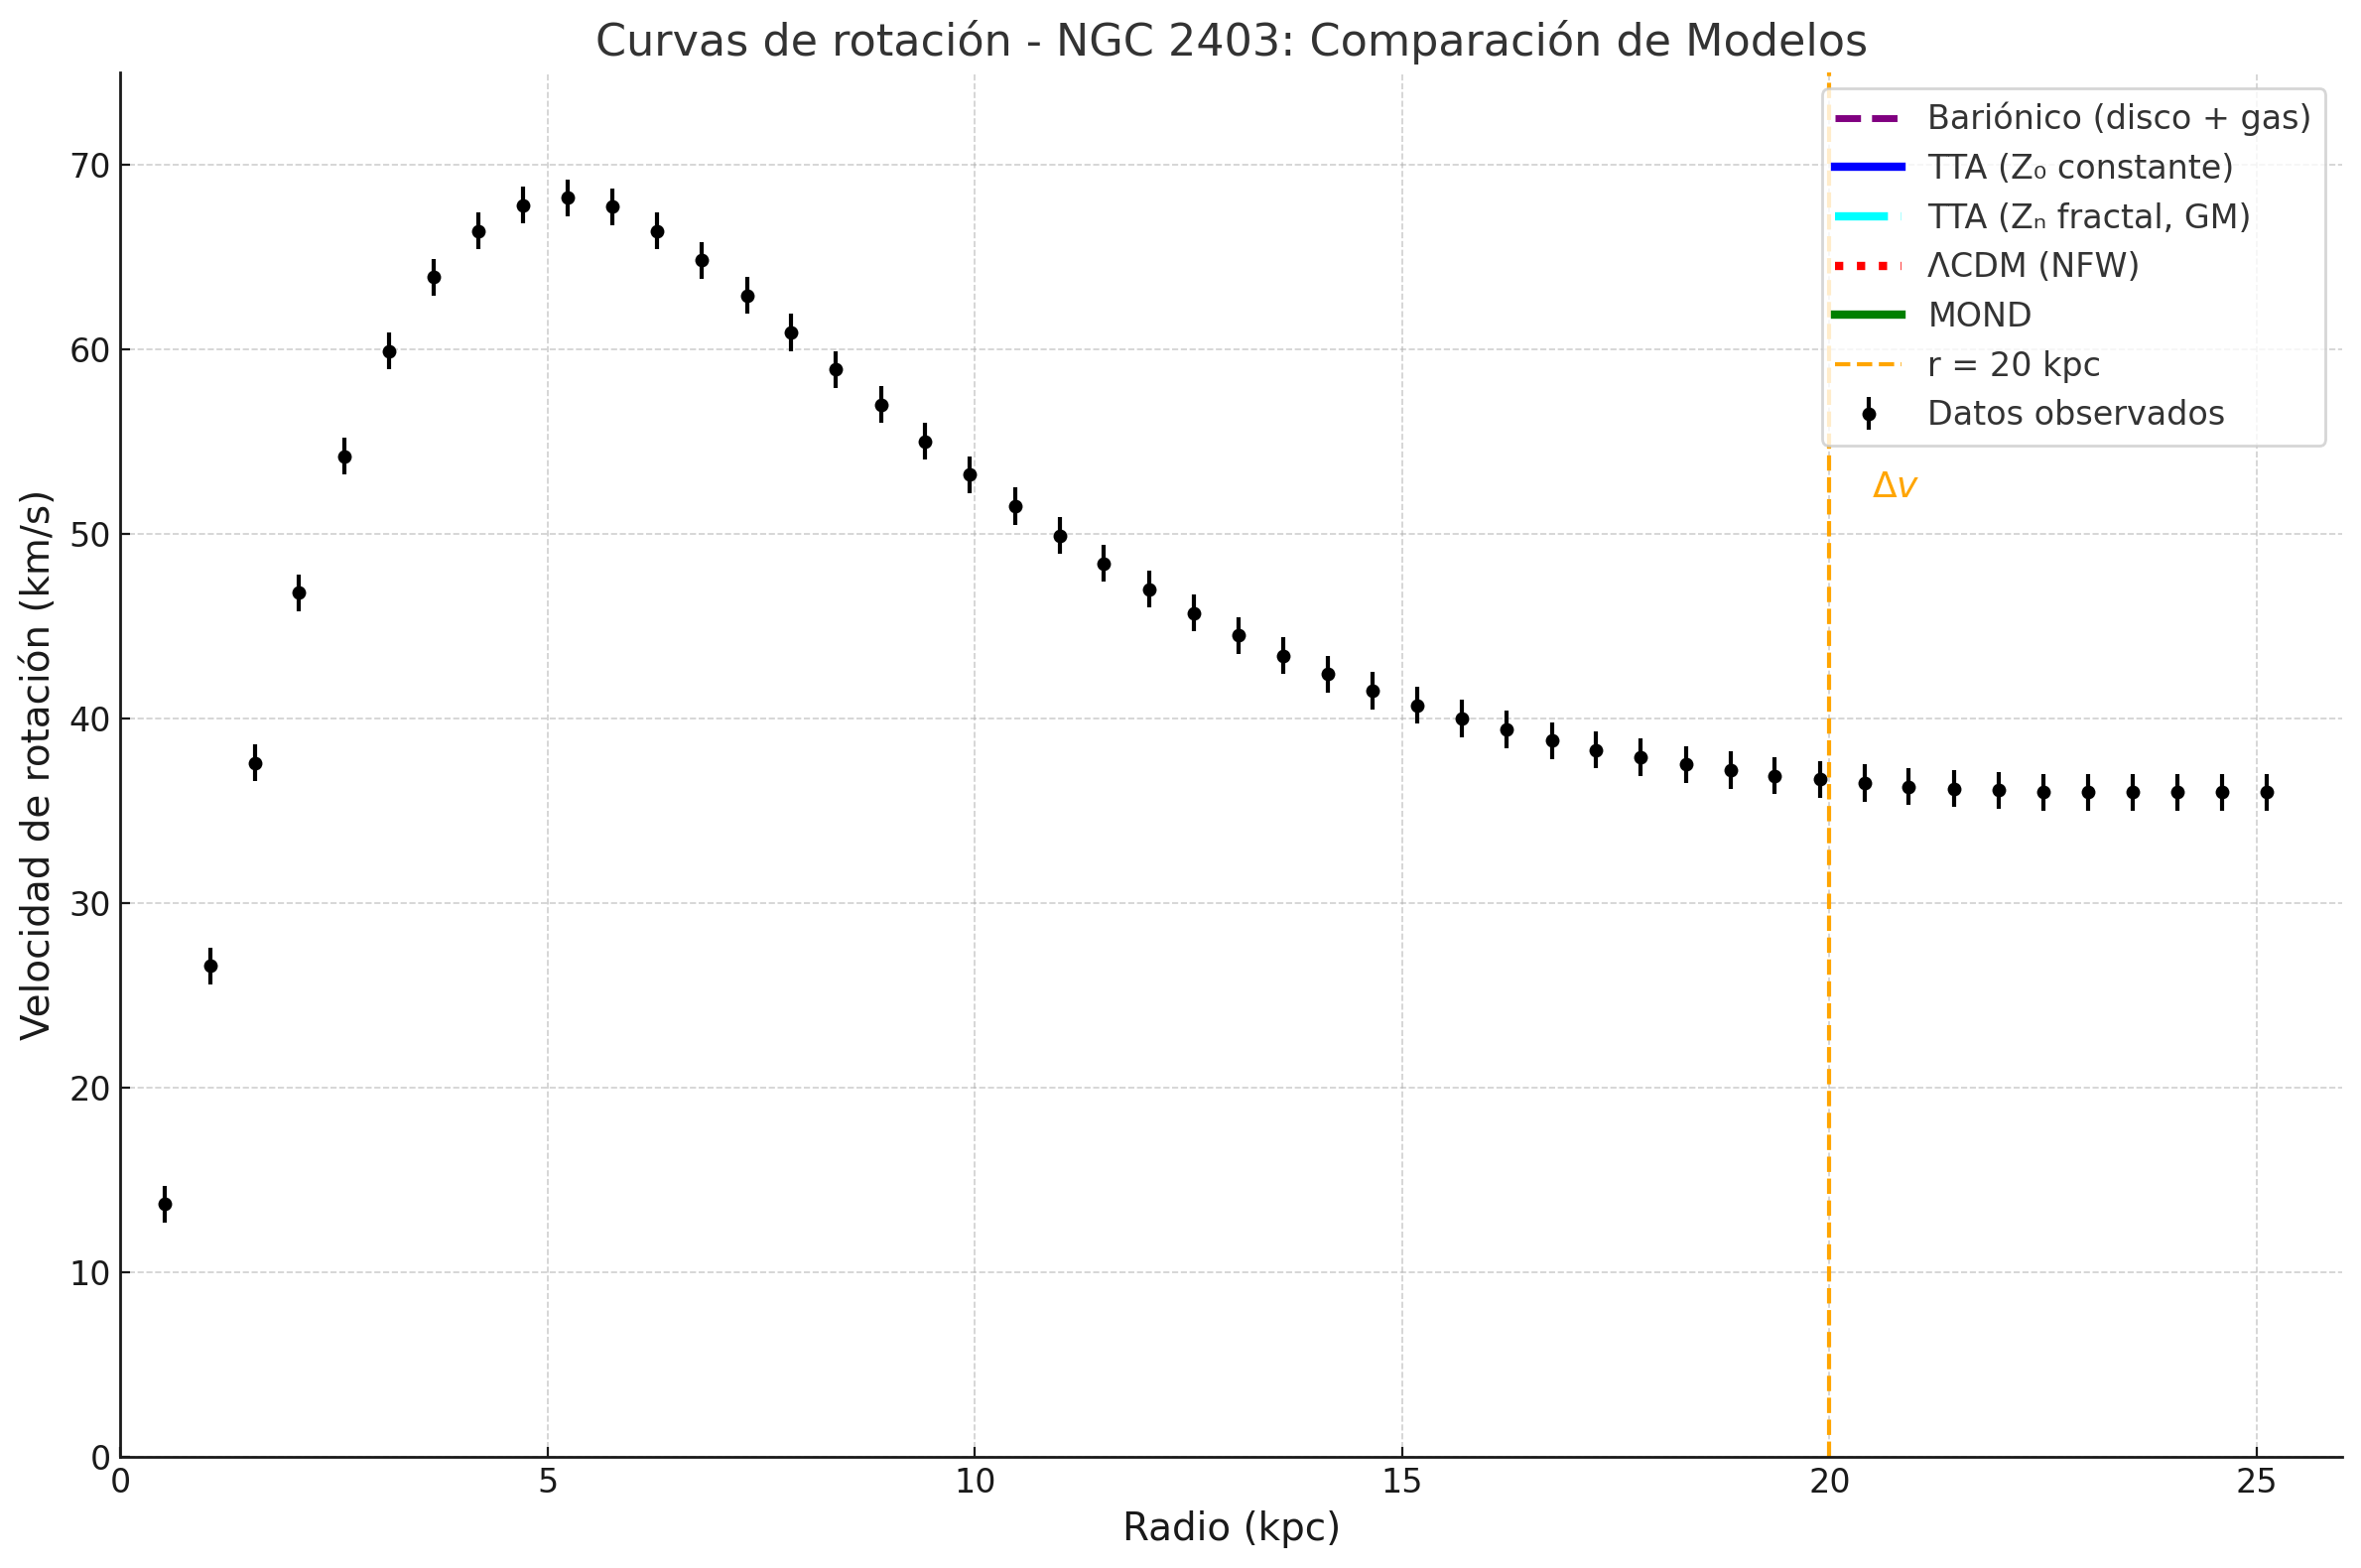 Curvas de rotación - NGC 2403: Comparación de Modelos
Bariónico (disco + gas)
TTA (Z₀ constante)
TTA (Zₙ fractal, GM)
ΛCDM (NFW)
MOND
r = 20 kpc
Datos observados
Δv
Velocidad de rotación (km/s)
70
60
50
40
30
20
10
0
0 5 10 15 20 25
Radio (kpc)